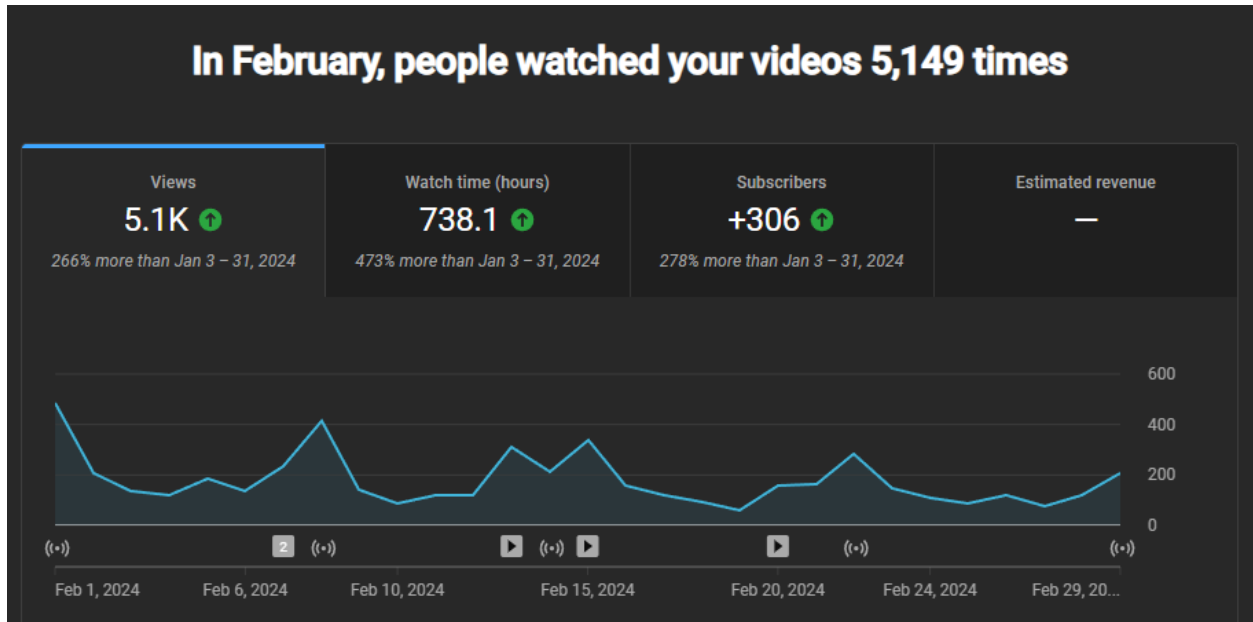 In February, people watched your videos 5,149 times
Views
5.1K
266% more than Jan 3 – 31, 2024
Watch time (hours)
738.1
473% more than Jan 3 – 31, 2024
Subscribers
+306
278% more than Jan 3 – 31, 2024
Estimated revenue
—
600
400
200
0
2
Feb 1, 2024
Feb 6, 2024
Feb 10, 2024
Feb 15, 2024
Feb 20, 2024
Feb 24, 2024
Feb 29, 20...